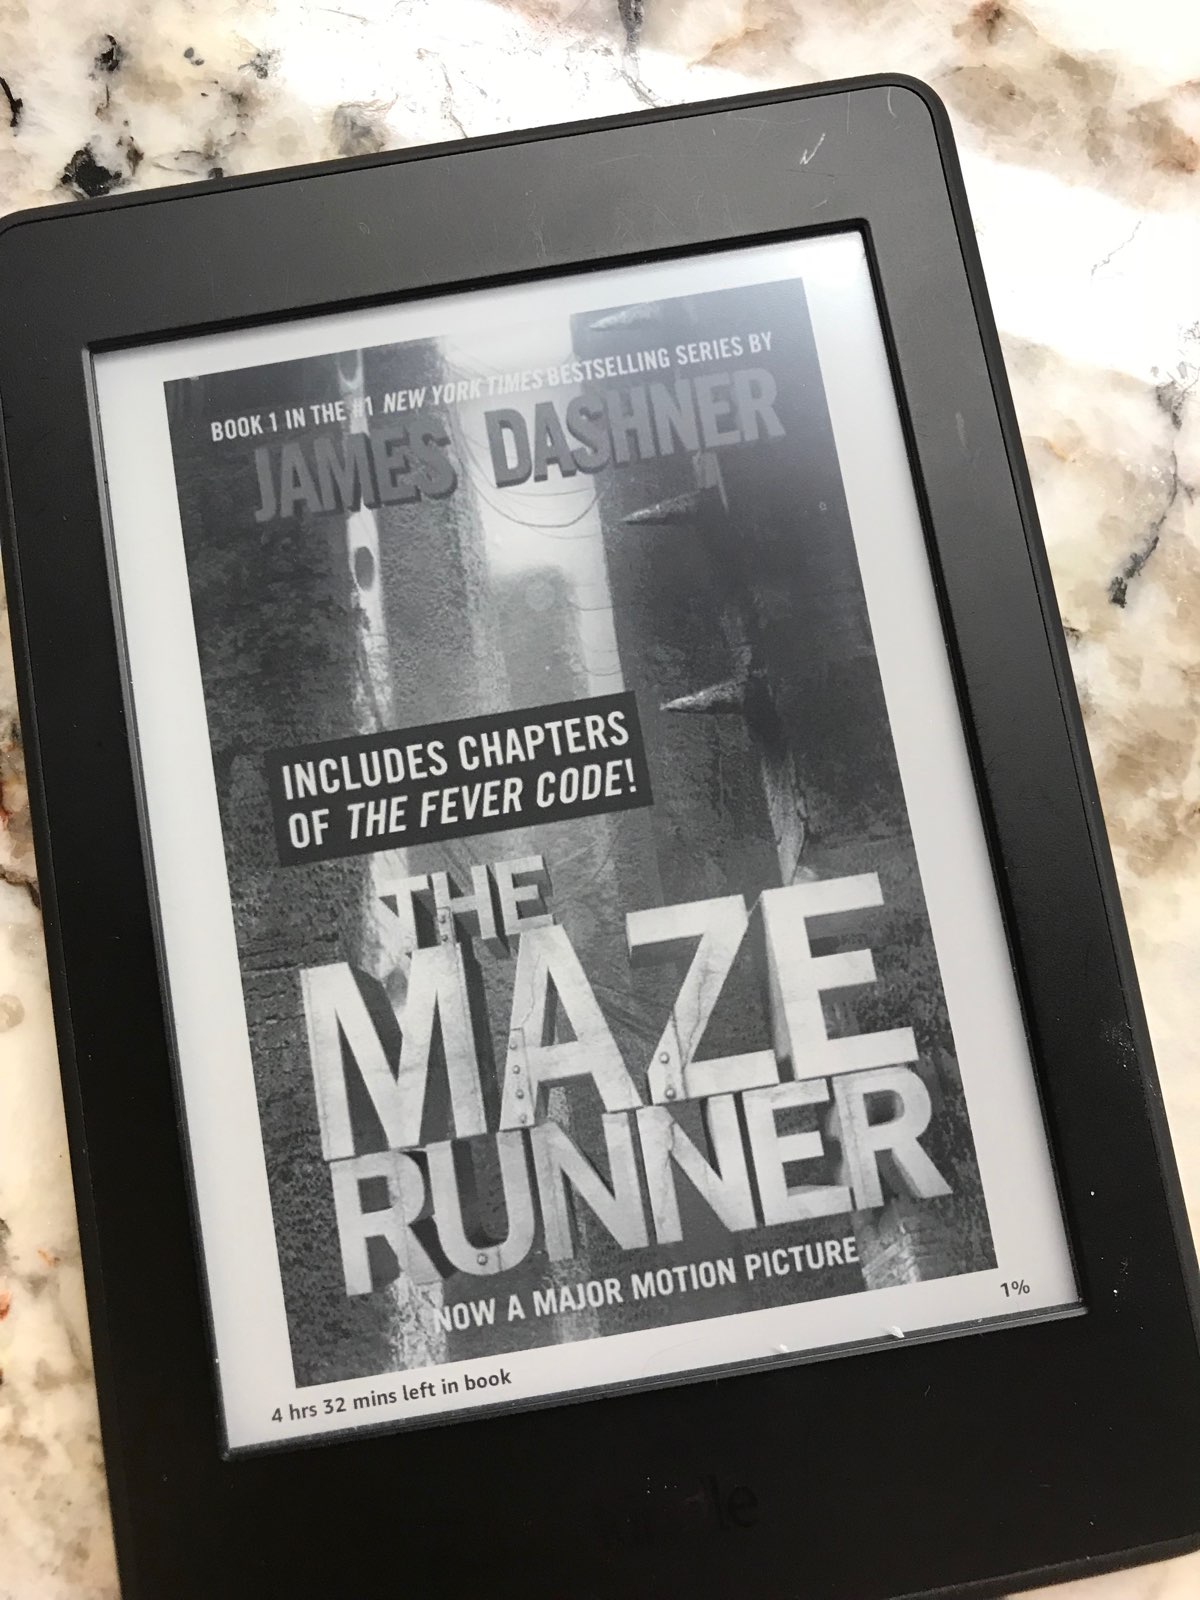 BOOK 1 IN THE #1 NEW YORK TIMES BESTSELLING SERIES BY
JAMES DASHNER
INCLUDES CHAPTERS
OF THE FEVER CODE!
THE
MAZE
RUNNER
NOW A MAJOR MOTION PICTURE
4 hrs 32 mins left in book
1%